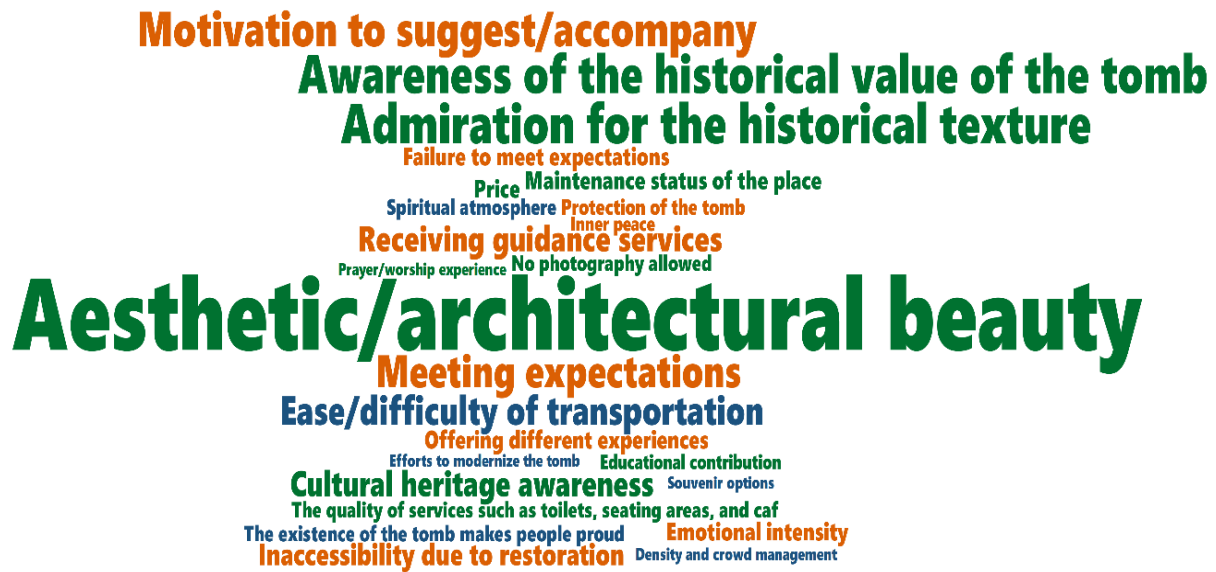 Motivation to suggest/accompany
Awareness of the historical value of the tomb
Admiration for the historical texture
Failure to meet expectations
Price Maintenance status of the place
Spiritual atmosphere Protection of the tomb
Inner peace
Receiving guidance services
Prayer/worship experience No photography allowed
Aesthetic/architectural beauty
Meeting expectations
Ease/difficulty of transportation
Offering different experiences
Efforts to modernize the tomb Educational contribution
Cultural heritage awareness Souvenir options
The quality of services such as toilets, seating areas, and caf
The existence of the tomb makes people proud Emotional intensity
Inaccessibility due to restoration Density and crowd management